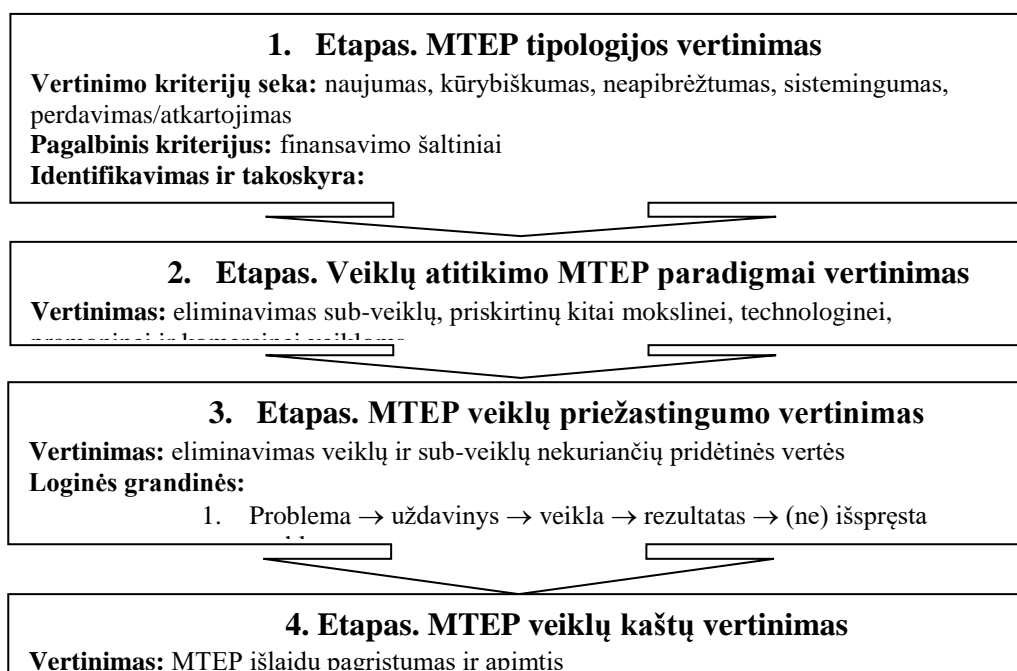 1. Etapas. MTEP tipologijos vertinimas
Vertinimo kriterijų seka: naujumas, kūrybiškumas, neapibrėžtumas, sistemingumas,
perdavimas/atkartojimas
Pagalbinis kriterijus: finansavimo šaltiniai
Identifikavimas ir takoskyra:
2. Etapas. Veiklų atitikimo MTEP paradigmai vertinimas
Vertinimas: eliminavimas sub-veiklų, priskirtinų kitai mokslinei, technologinei,
3. Etapas. MTEP veiklų priežastingumo vertinimas
Vertinimas: eliminavimas veiklų ir sub-veiklų nekuriančių pridėtinės vertės
Loginės grandinės:
1. Problema → uždavinys → veikla → rezultatas → (ne) išspręsta
4. Etapas. MTEP veiklų kaštų vertinimas
Vertinimas: MTEP išlaidų pagrįstumas ir apimtis